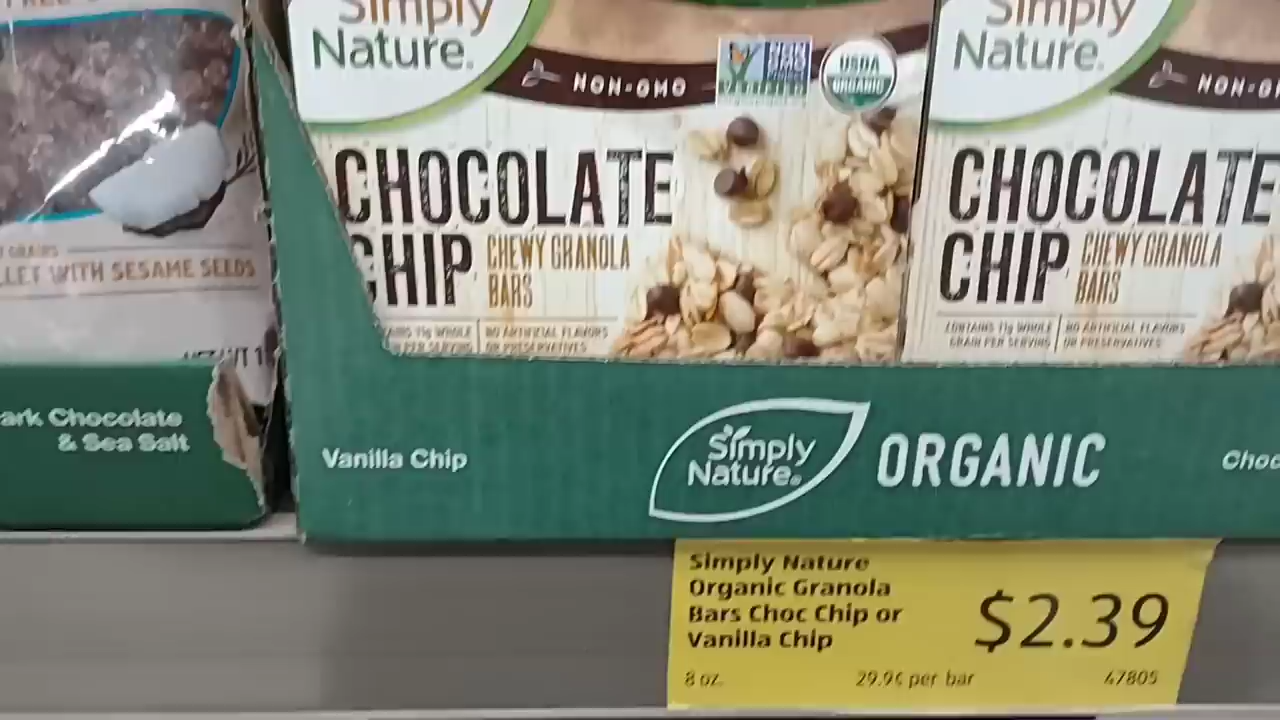 LLET WITH SESAME SEEDS
ark Chocolate
& Sea Salt
Simply
Nature.
NON-GMO
USDA
ORGANIC
CHOCOLATE
CHIP
CHEWY GRANOLA
BARS
WHOLE
PER SERVING
NO ARTIFICIAL FLAVORS
OR PRESERVATIVES
Simply
Nature.
NON-G
CHOCOLATE
CHIP
CHEWY GRANOLA
BARS
CONTAINS 11g WHOLE
GRAIN PER SERVING
NO ARTIFICIAL FLAVORS
OR PRESERVATIVES
Vanilla Chip
Simply
Nature.
ORGANIC
Choc
Simply Nature
Organic Granola
Bars Choc Chip or
Vanilla Chip
$2.39
8 oz.
29.9¢ per bar
47805